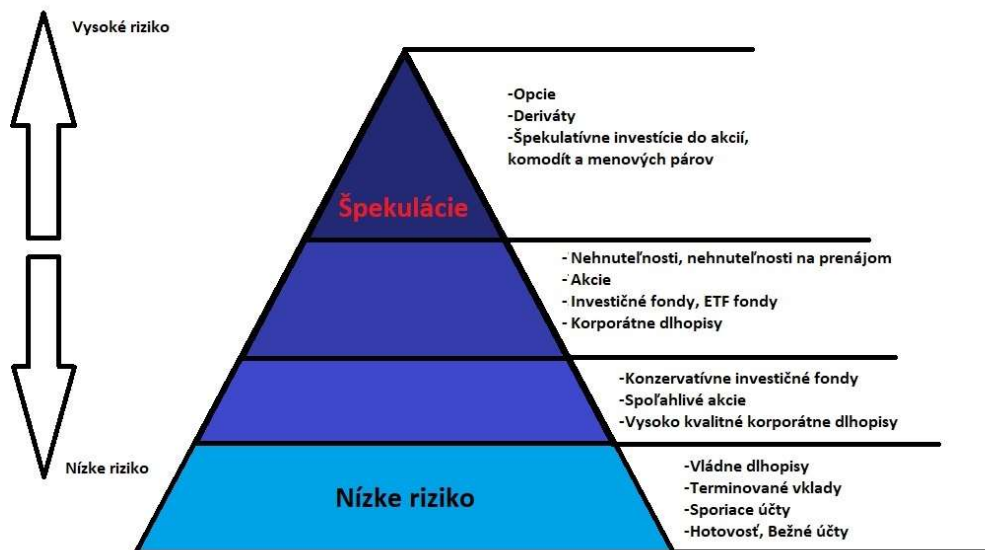 Vysoké riziko
-Opcie
-Deriváty
-Špekulatívne investície do akcií,
komodít a menových párov
Špekulácie
- Nehnuteľnosti, nehnuteľnosti na prenájom
- Akcie
- Investičné fondy, ETF fondy
- Korporátne dlhopisy
-Konzervatívne investičné fondy
-Spoľahlivé akcie
-Vysoko kvalitné korporátne dlhopisy
Nízke riziko
Nízke riziko
-Vládne dlhopisy
-Terminované vklady
-Sporiace účty
-Hotovosť, Bežné účty